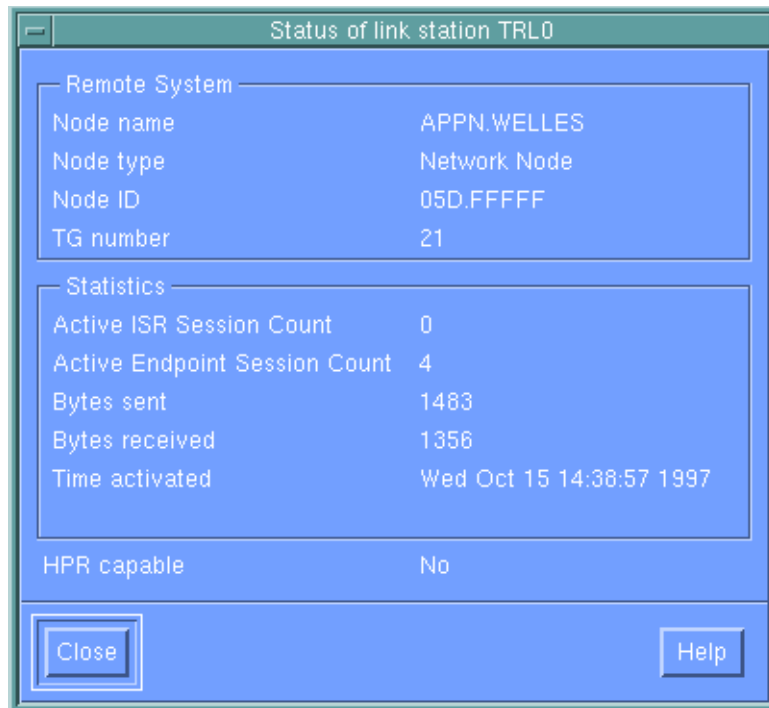 Status of link station TRL0
Remote System
Node name APPN.WELLES
Node type Network Node
Node ID 05D.FFFFF
TG number 21
Statistics
Active ISR Session Count 0
Active Endpoint Session Count 4
Bytes sent 1483
Bytes received 1356
Time activated Wed Oct 15 14:38:57 1997
HPR capable No
Close Help